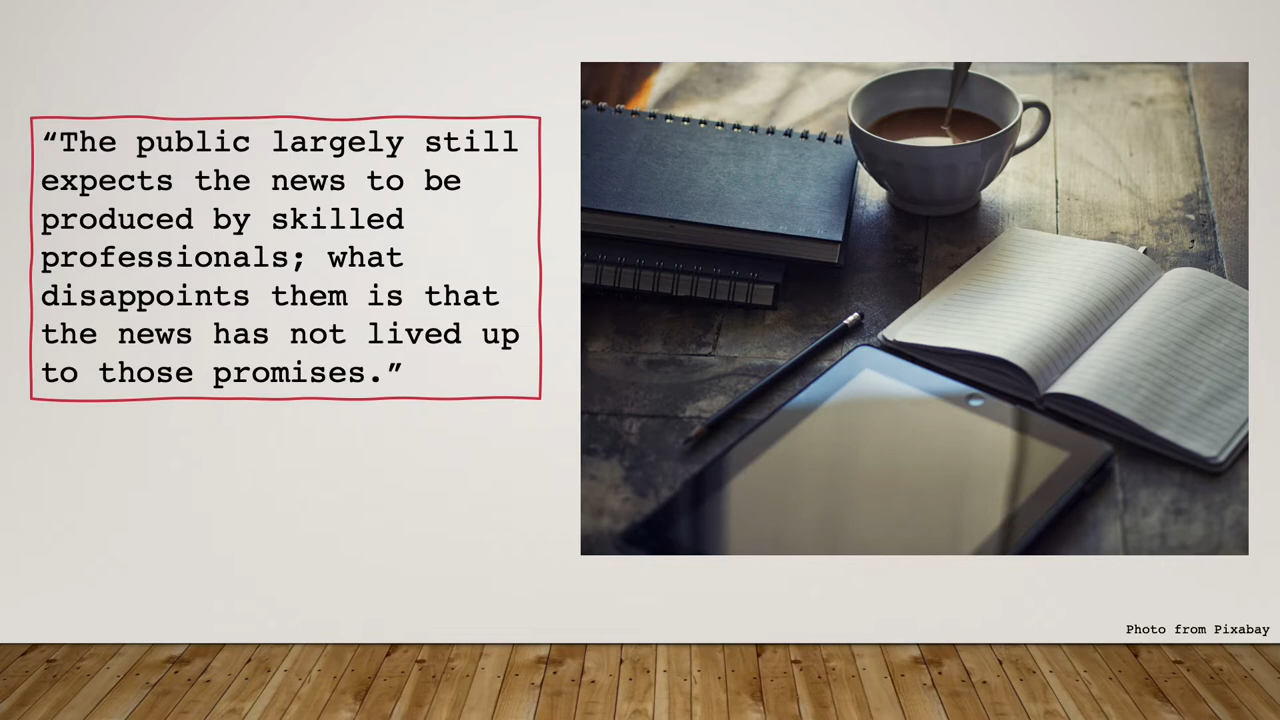 “The public largely still
expects the news to be
produced by skilled
professionals; what
disappoints them is that
the news has not lived up
to those promises.”
Photo from Pixabay